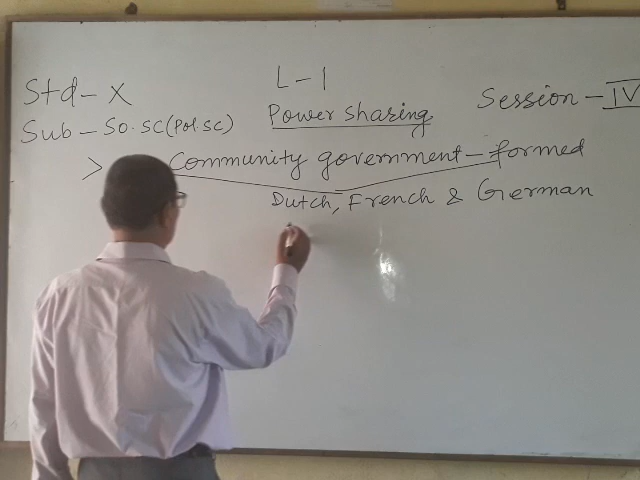 Std - X
L - 1
Session - IV
Sub - So. Sc (Pol. Sc)
Power Sharing
> Community government - formed
Dutch, French & German